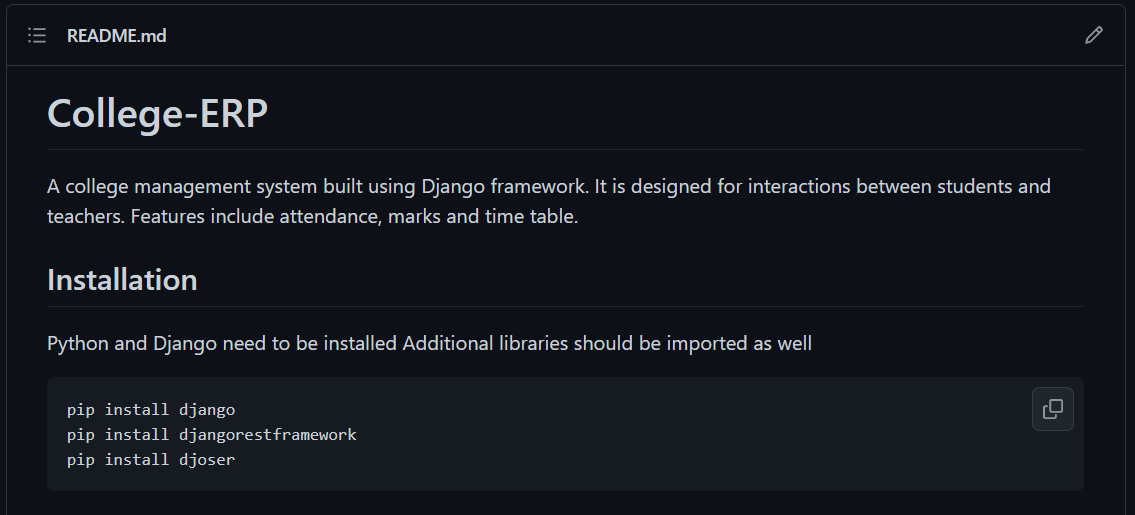 README.md
College-ERP
A college management system built using Django framework. It is designed for interactions between students and
teachers. Features include attendance, marks and time table.
Installation
Python and Django need to be installed Additional libraries should be imported as well
pip install django
pip install djangorestframework
pip install djoser